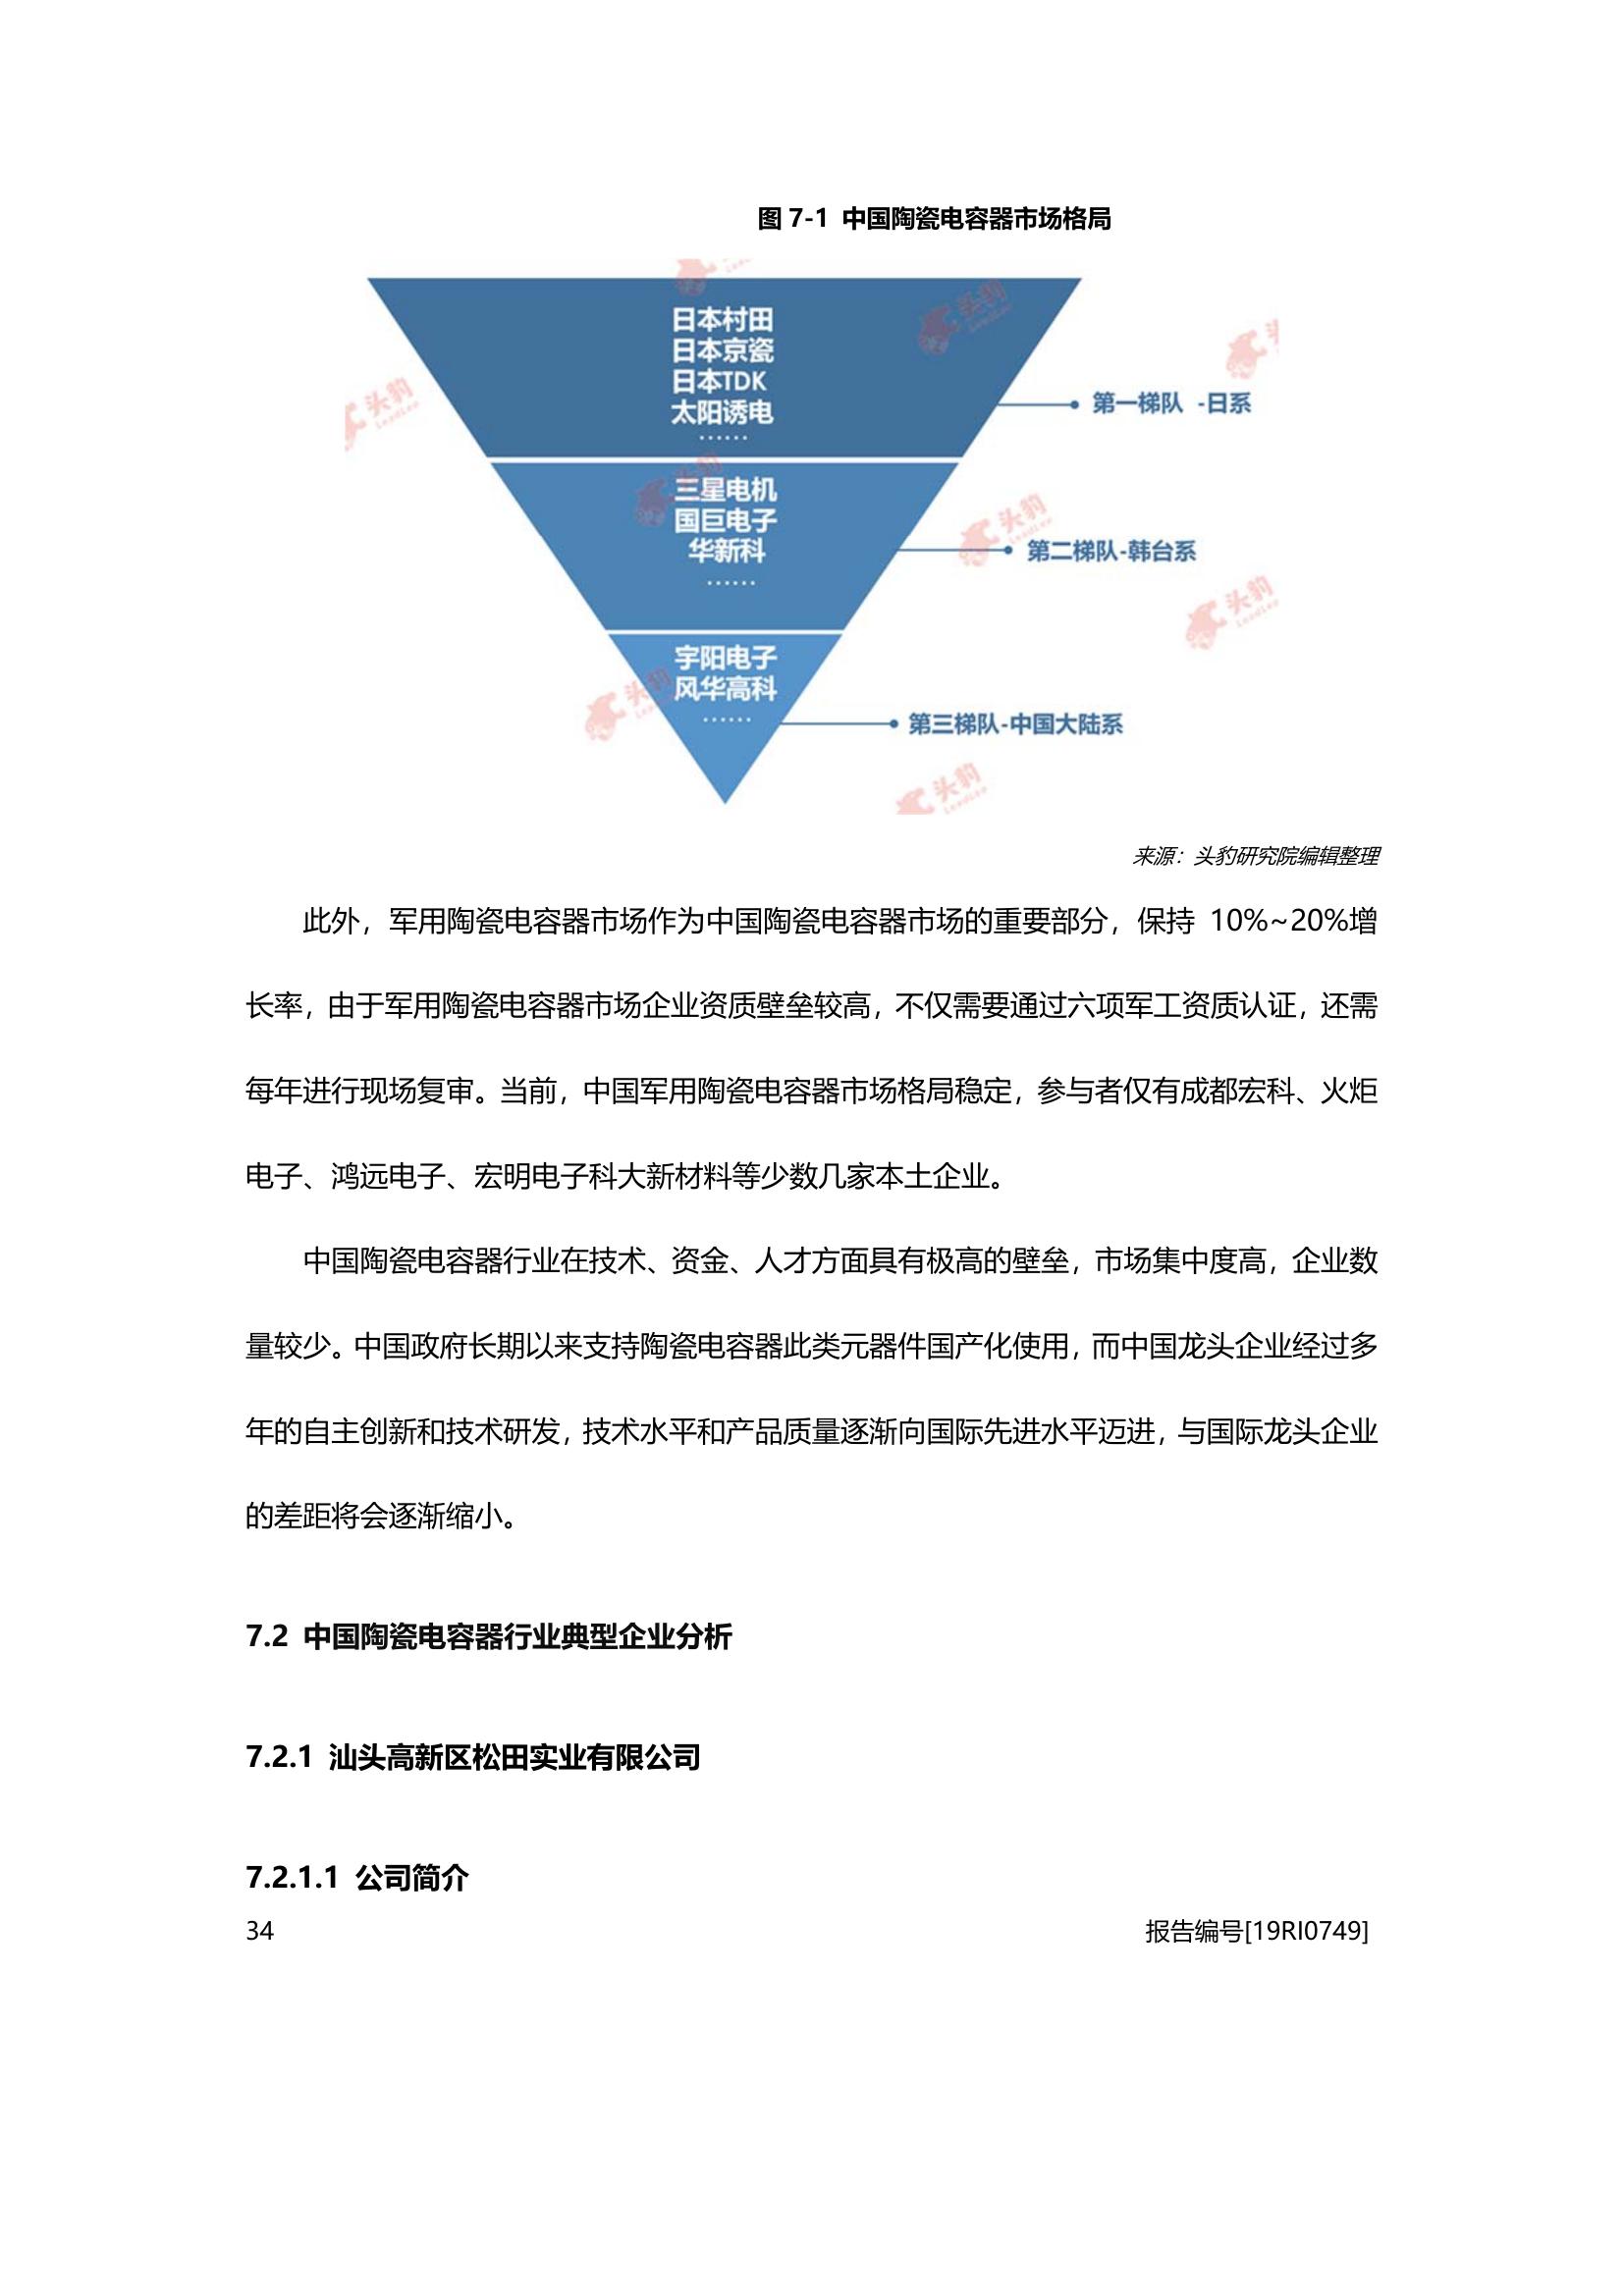 图 7-1 中国陶瓷电容器市场格局
日本村田
日本京瓷
日本TDK
太阳诱电
......
第一梯队 -日系
三星电机
国巨电子
华新科
......
第二梯队-韩台系
宇阳电子
风华高科
......
第三梯队-中国大陆系
头豹
LeadLeo
来源：头豹研究院编辑整理
此外，军用陶瓷电容器市场作为中国陶瓷电容器市场的重要部分，保持 10%~20%增
长率，由于军用陶瓷电容器市场企业资质壁垒较高，不仅需要通过六项军工资质认证，还需
每年进行现场复审。当前，中国军用陶瓷电容器市场格局稳定，参与者仅有成都宏科、火炬
电子、鸿远电子、宏明电子科大新材料等少数几家本土企业。
中国陶瓷电容器行业在技术、资金、人才方面具有极高的壁垒，市场集中度高，企业数
量较少。中国政府长期以来支持陶瓷电容器此类元器件国产化使用，而中国龙头企业经过多
年的自主创新和技术研发，技术水平和产品质量逐渐向国际先进水平迈进，与国际龙头企业
的差距将会逐渐缩小。
7.2 中国陶瓷电容器行业典型企业分析
7.2.1 汕头高新区松田实业有限公司
7.2.1.1 公司简介
34
报告编号[19RI0749]